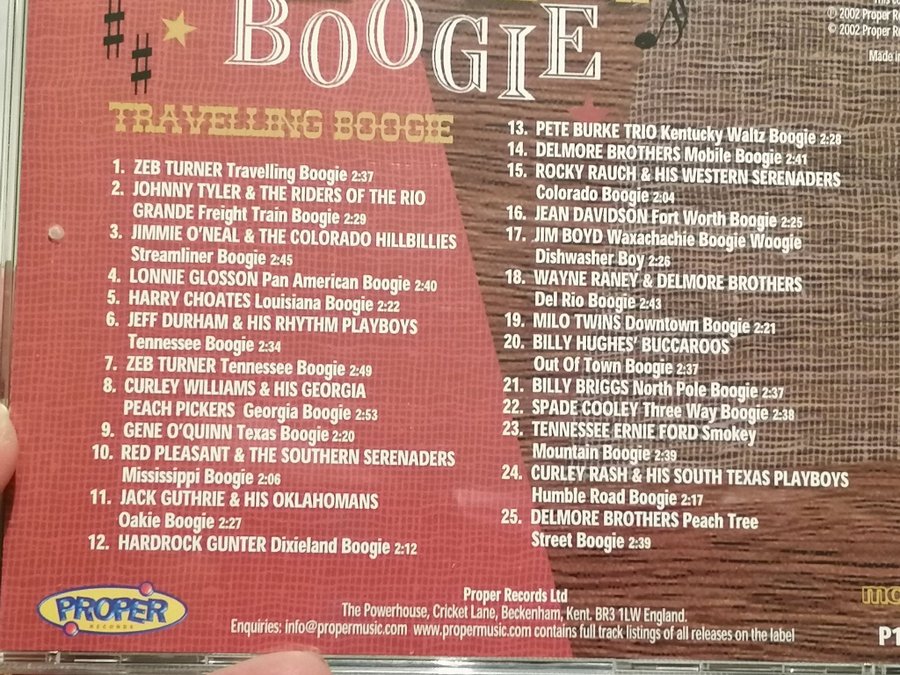 BOOGIE
This co
℗ 2002 Proper Re
© 2002 Proper R
Made in
TRAVELLING BOOGIE
1. ZEB TURNER Travelling Boogie 2:37
2. JOHNNY TYLER & THE RIDERS OF THE RIO
GRANDE Freight Train Boogie 2:29
3. JIMMIE O'NEAL & THE COLORADO HILLBILLIES
Streamliner Boogie 2:45
4. LONNIE GLOSSON Pan American Boogie 2:40
5. HARRY CHOATES Louisiana Boogie 2:22
6. JEFF DURHAM & HIS RHYTHM PLAYBOYS
Tennessee Boogie 2:34
7. ZEB TURNER Tennessee Boogie 2:49
8. CURLEY WILLIAMS & HIS GEORGIA
PEACH PICKERS Georgia Boogie 2:53
9. GENE O'QUINN Texas Boogie 2:20
10. RED PLEASANT & THE SOUTHERN SERENADERS
Mississippi Boogie 2:06
11. JACK GUTHRIE & HIS OKLAHOMANS
Oakie Boogie 2:27
12. HARDROCK GUNTER Dixieland Boogie 2:12
13. PETE BURKE TRIO Kentucky Waltz Boogie 2:28
14. DELMORE BROTHERS Mobile Boogie 2:41
15. ROCKY RAUCH & HIS WESTERN SERENADERS
Colorado Boogie 2:04
16. JEAN DAVIDSON Fort Worth Boogie 2:25
17. JIM BOYD Waxachachie Boogie Woogie
Dishwasher Boy 2:26
18. WAYNE RANEY & DELMORE BROTHERS
Del Rio Boogie 2:43
19. MILO TWINS Downtown Boogie 2:21
20. BILLY HUGHES' BUCCAROOS
Out Of Town Boogie 2:37
21. BILLY BRIGGS North Pole Boogie 2:37
22. SPADE COOLEY Three Way Boogie 2:38
23. TENNESSEE ERNIE FORD Smokey
Mountain Boogie 2:39
24. CURLEY RASH & HIS SOUTH TEXAS PLAYBOYS
Humble Road Boogie 2:17
25. DELMORE BROTHERS Peach Tree
Street Boogie 2:39
PROPER
RECORDS
Proper Records Ltd
The Powerhouse, Cricket Lane, Beckenham, Kent. BR3 1LW England.
Enquiries: info@propermusic.com www.propermusic.com contains full track listings of all releases on the label
mo
P1